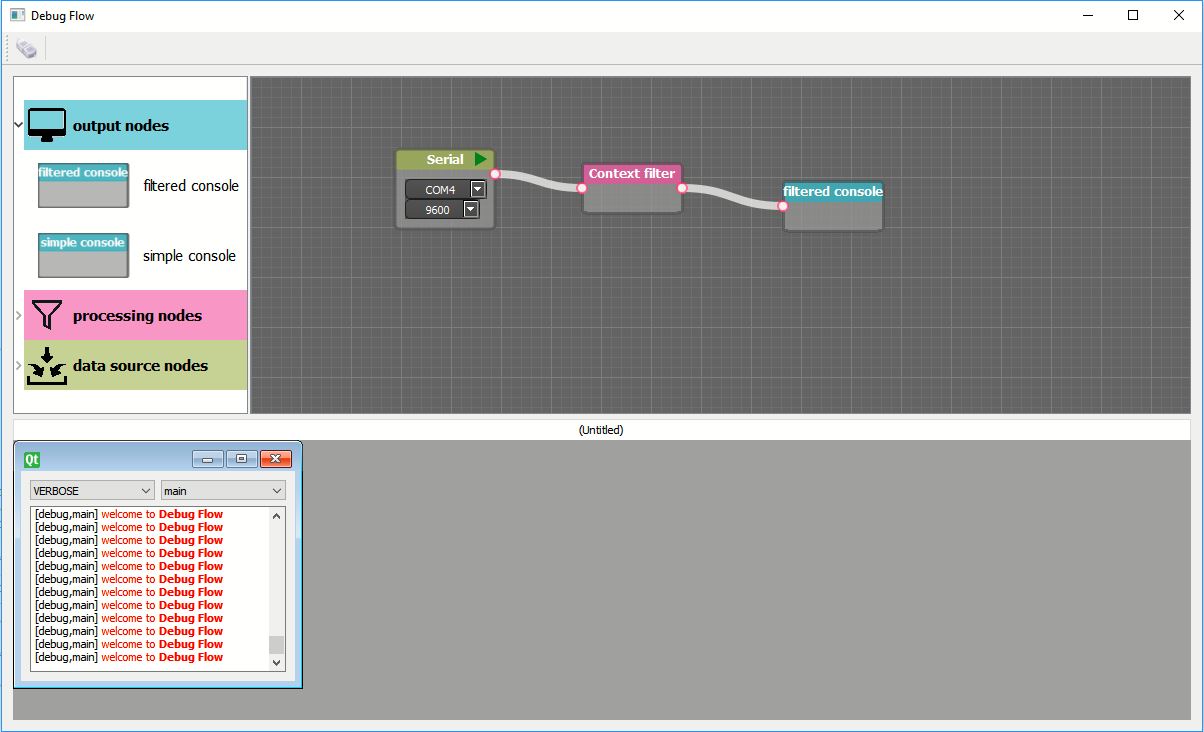 Debug Flow
output nodes
filtered console
filtered console
simple console
simple console
processing nodes
data source nodes
Serial
COM4
9600
Context filter
filtered console
(Untitled)
Qt
VERBOSE main
[debug,main] welcome to Debug Flow
[debug,main] welcome to Debug Flow
[debug,main] welcome to Debug Flow
[debug,main] welcome to Debug Flow
[debug,main] welcome to Debug Flow
[debug,main] welcome to Debug Flow
[debug,main] welcome to Debug Flow
[debug,main] welcome to Debug Flow
[debug,main] welcome to Debug Flow
[debug,main] welcome to Debug Flow
[debug,main] welcome to Debug Flow
[debug,main] welcome to Debug Flow